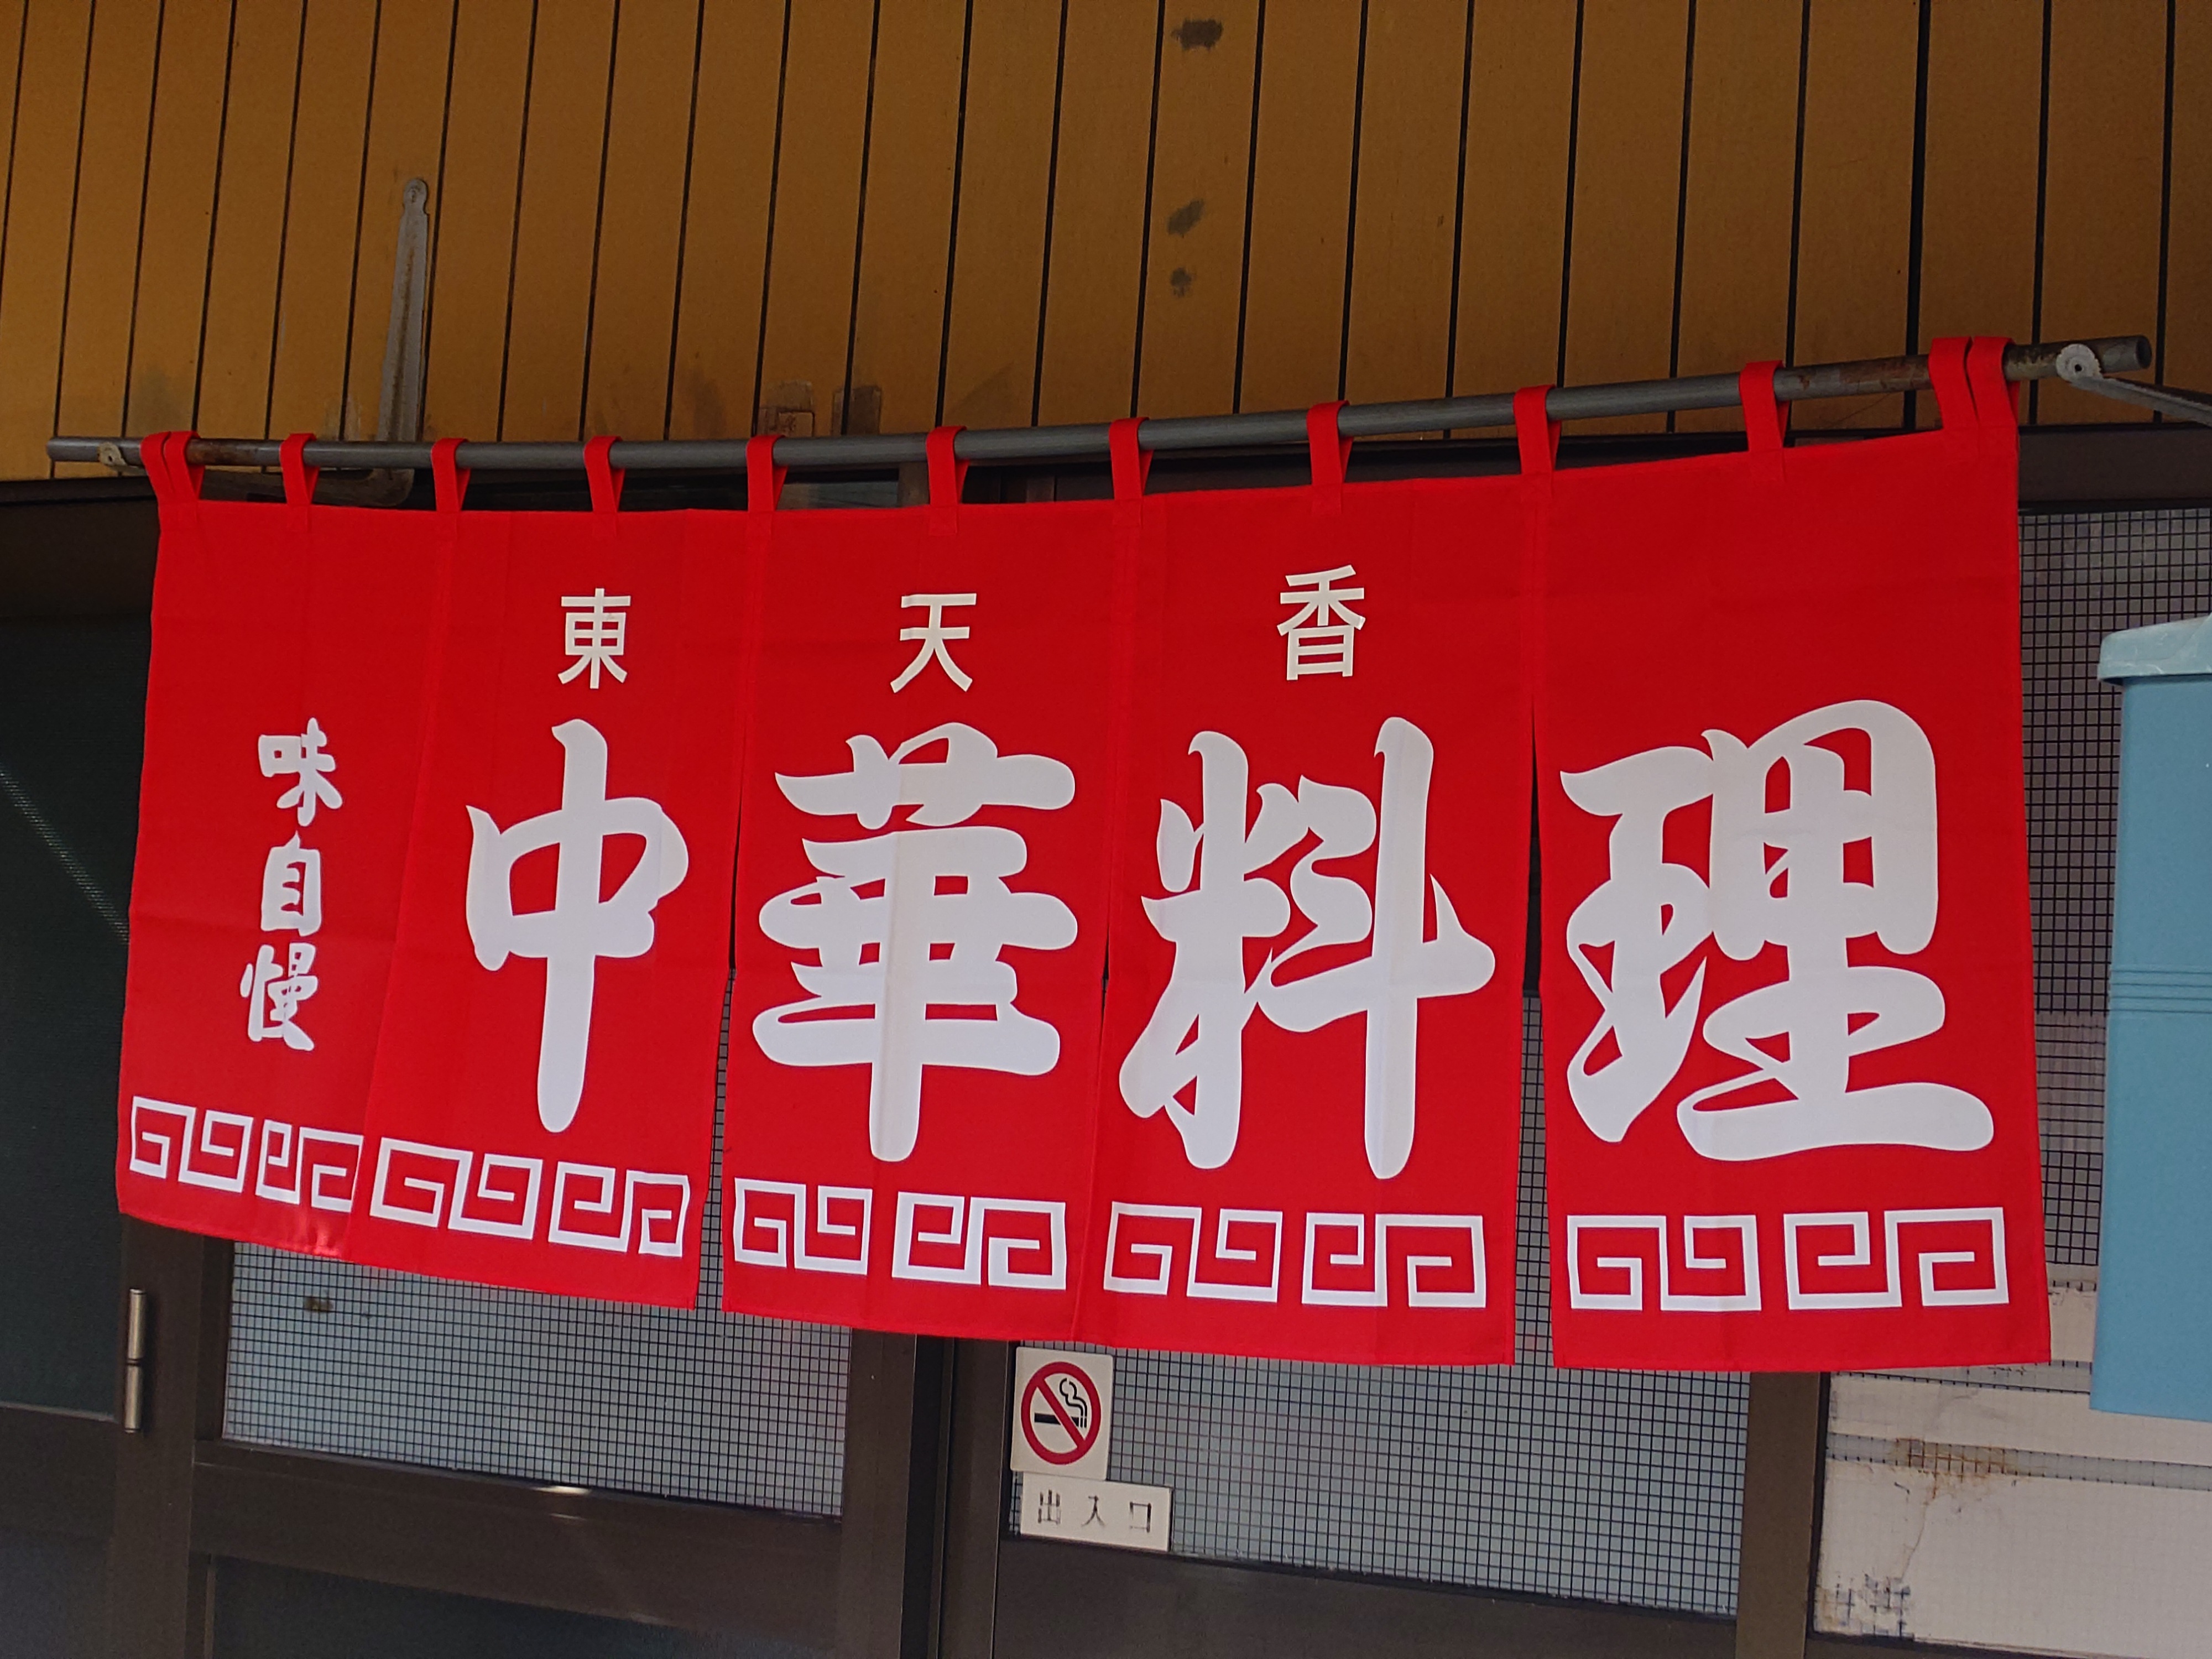 東天香
味自慢
中華料理
出入口